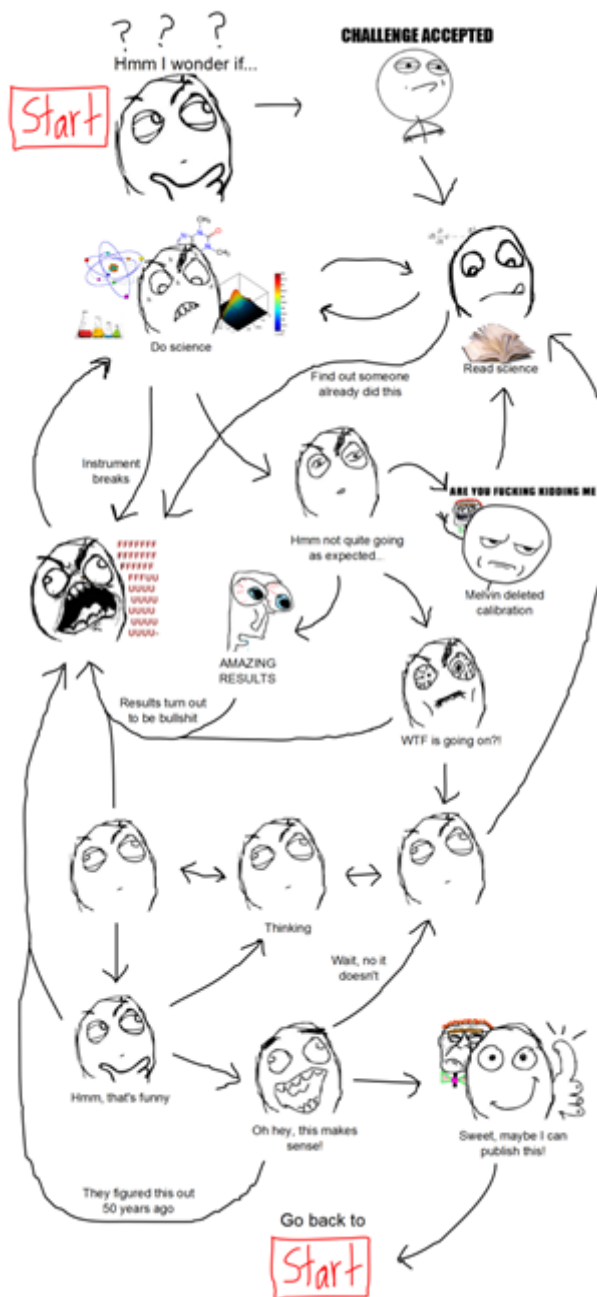 ? ? ?
Hmm I wonder if...
Start
CHALLENGE ACCEPTED
Do science
Read science
Find out someone
already did this
Instrument
breaks
Hmm not quite going
as expected...
ARE YOU FUCKING KIDDING ME
Melvin deleted
calibration
FFFFFFF
FFFFFFF
FFFFFF
FFFUU
UUUU
UUUU
UUUU
UUUU
UUUU-
AMAZING
RESULTS
Results turn out
to be bullshit
WTF is going on?!
Thinking
Wait, no it
doesn't
Hmm, that's funny
Oh hey, this makes
sense!
Sweet, maybe I can
publish this!
They figured this out
50 years ago
Go back to
Start